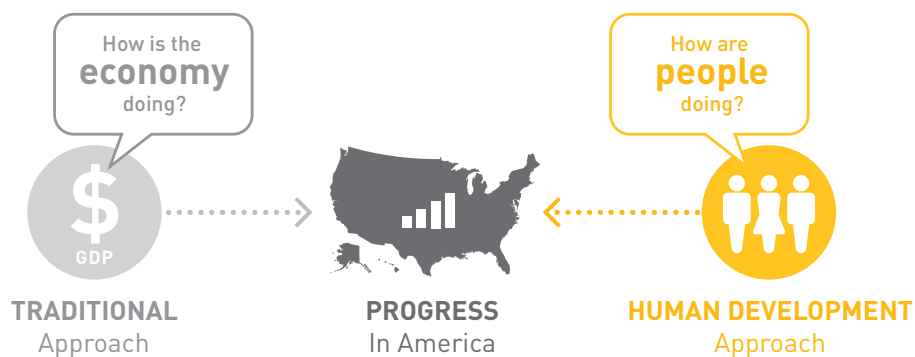 How is the
economy
doing?
$
GDP
TRADITIONAL
Approach
PROGRESS
In America
How are
people
doing?
HUMAN DEVELOPMENT
Approach